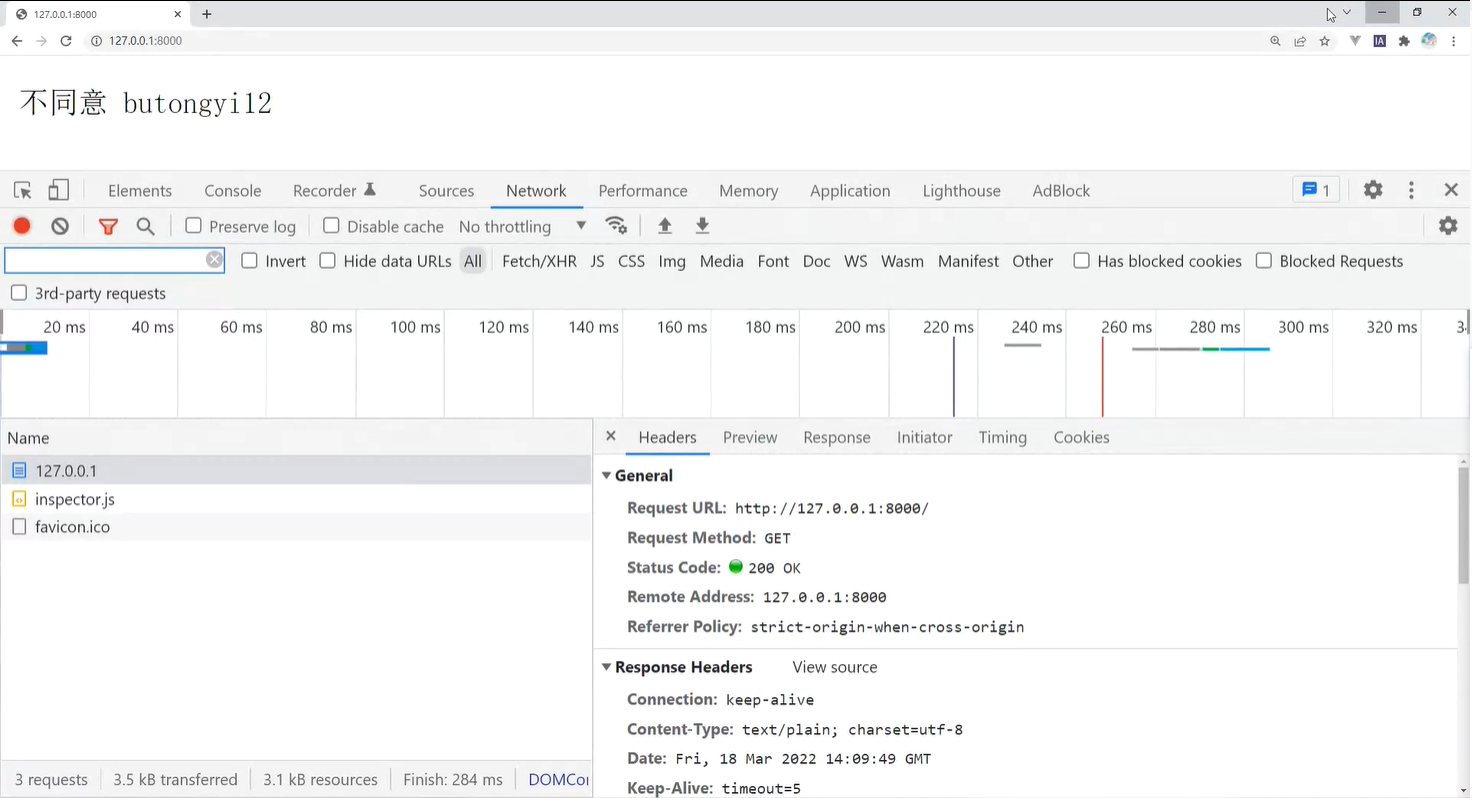 127.0.0.1:8000
127.0.0.1:8000
不同意 butongyi12
Elements Console Recorder Sources Network Performance Memory Application Lighthouse AdBlock 1
Preserve log Disable cache No throttling
Invert Hide data URLs All Fetch/XHR JS CSS Img Media Font Doc WS Wasm Manifest Other Has blocked cookies Blocked Requests
3rd-party requests
20 ms 40 ms 60 ms 80 ms 100 ms 120 ms 140 ms 160 ms 180 ms 200 ms 220 ms 240 ms 260 ms 280 ms 300 ms 320 ms
Name
127.0.0.1
inspector.js
favicon.ico
Headers Preview Response Initiator Timing Cookies
General
Request URL: http://127.0.0.1:8000/
Request Method: GET
Status Code: 200 OK
Remote Address: 127.0.0.1:8000
Referrer Policy: strict-origin-when-cross-origin
Response Headers View source
Connection: keep-alive
Content-Type: text/plain; charset=utf-8
Date: Fri, 18 Mar 2022 14:09:49 GMT
Keep-Alive: timeout=5
3 requests 3.5 kB transferred 3.1 kB resources Finish: 284 ms